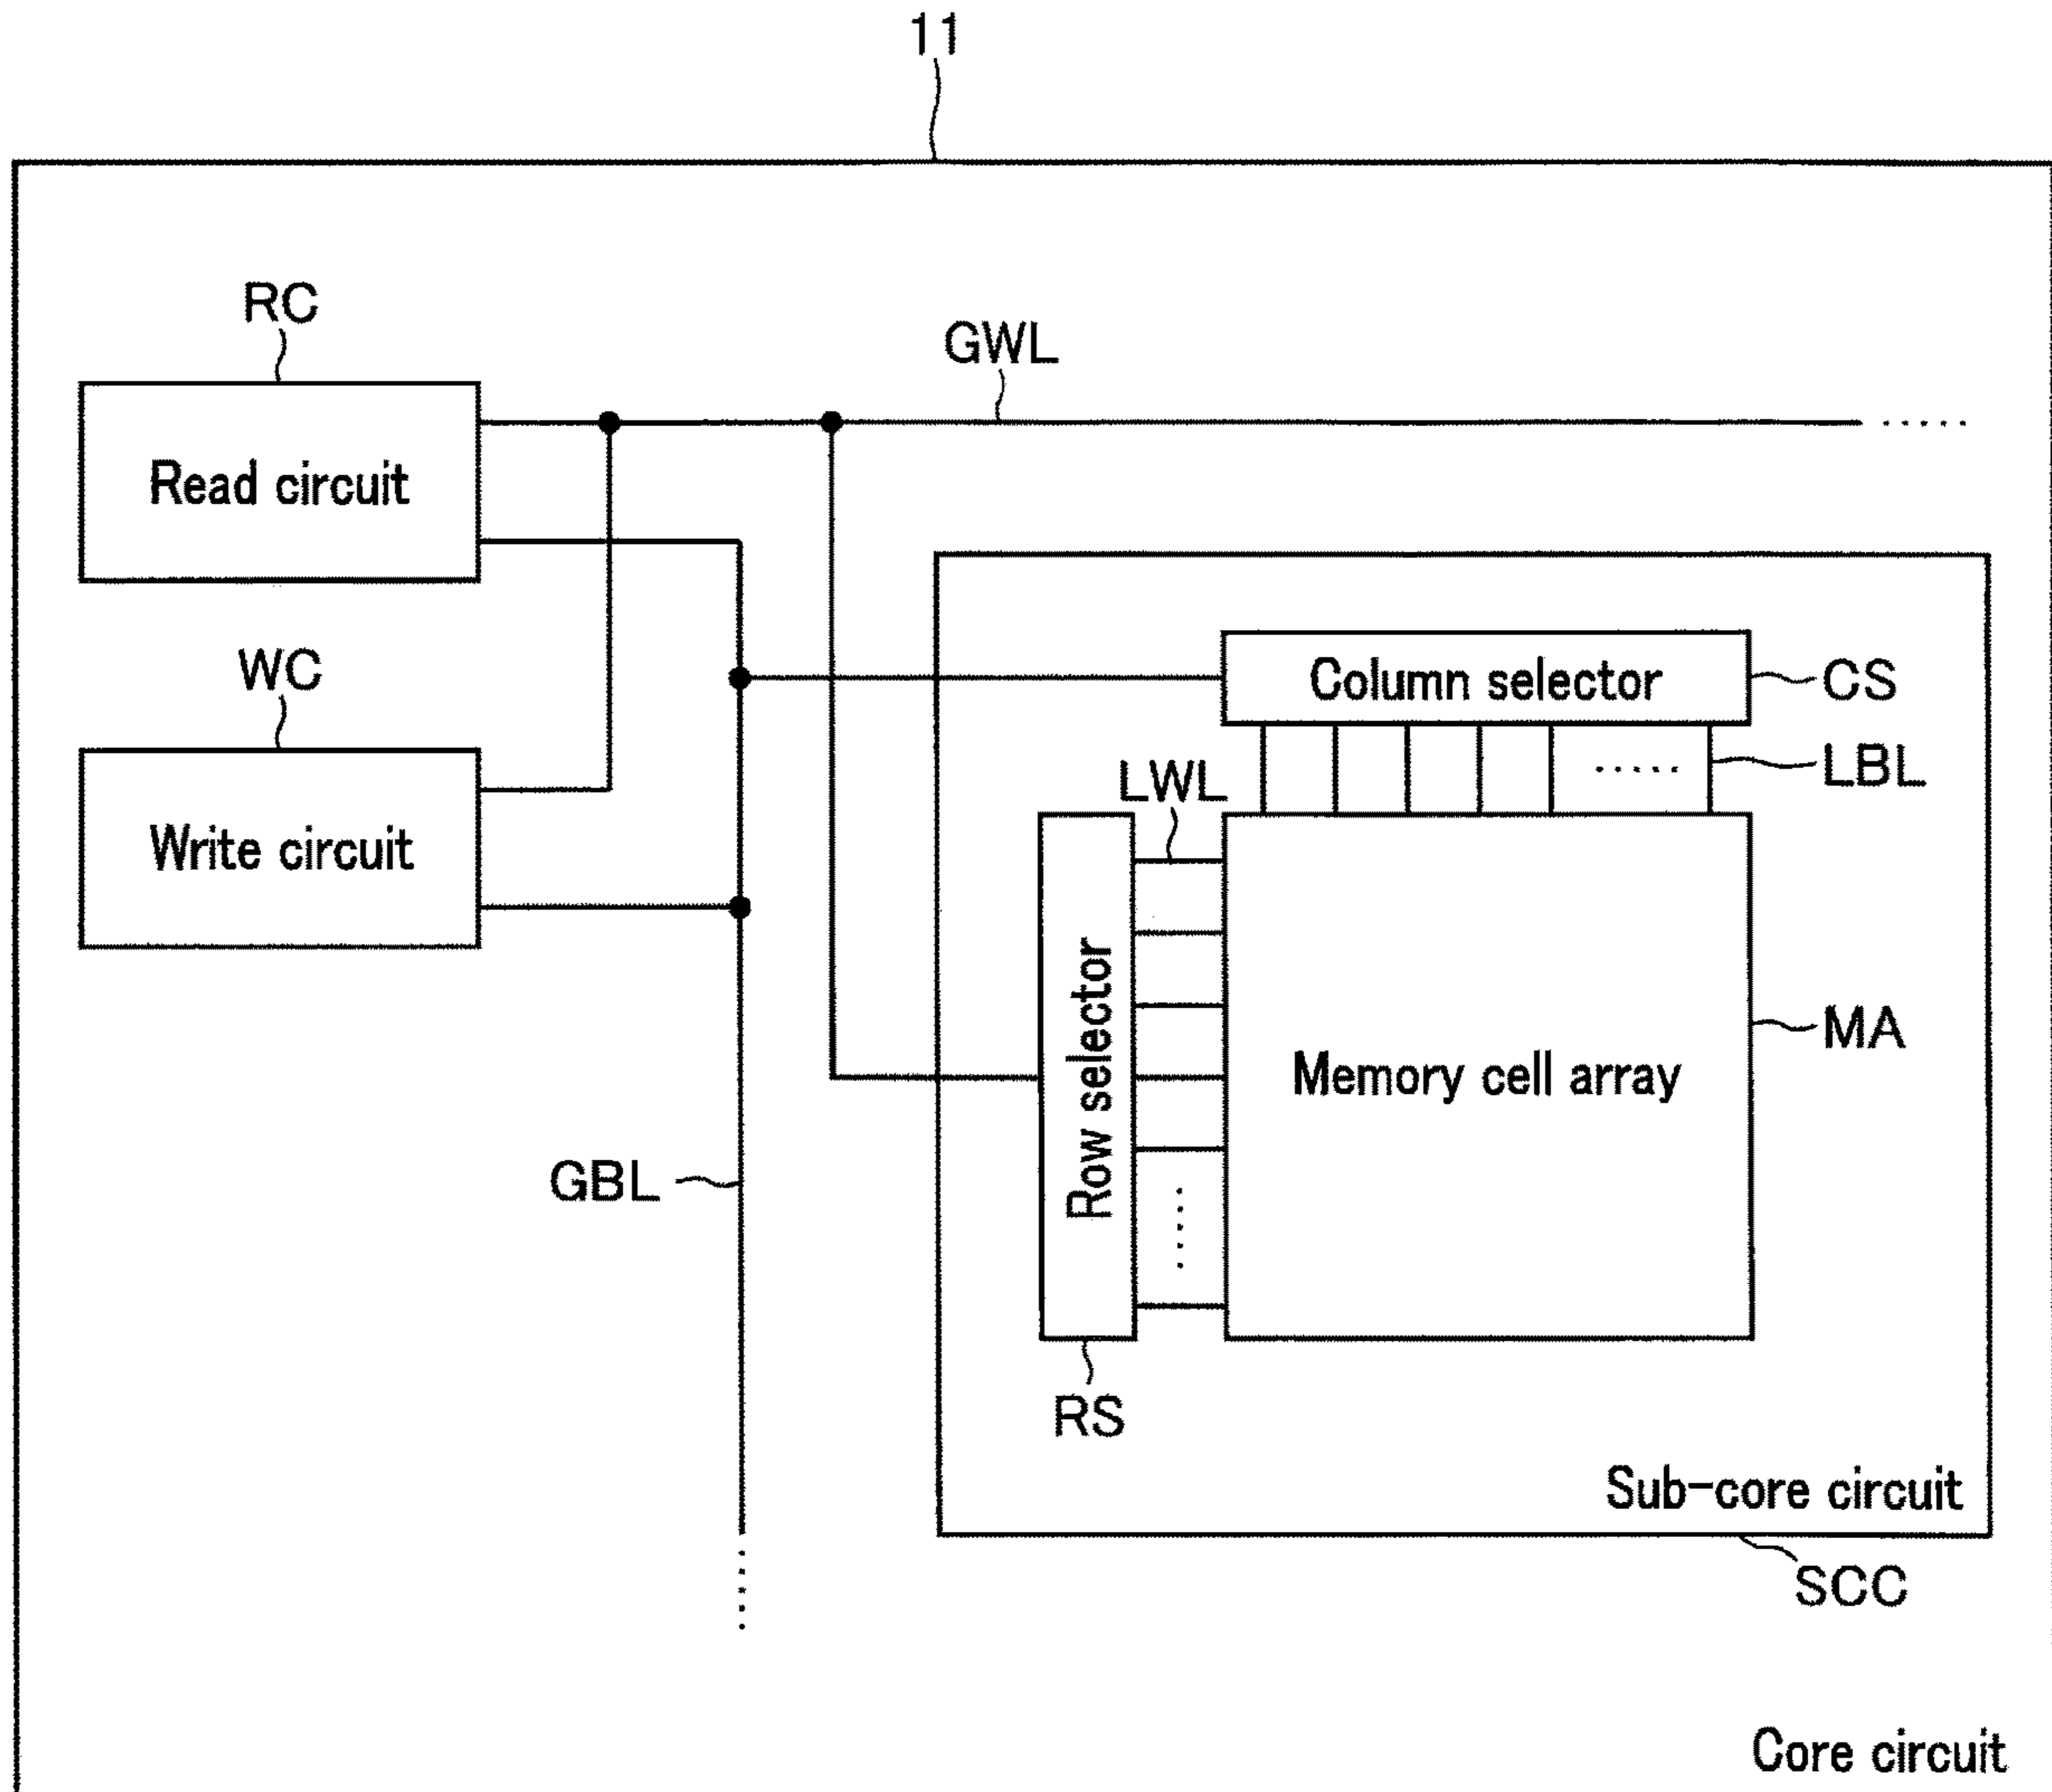 11
RC
GWL
Read circuit
WC
Column selector
CS
LWL
LBL
Write circuit
Row selector
MA
Memory cell array
GBL
RS
Sub-core circuit
SCC
Core circuit